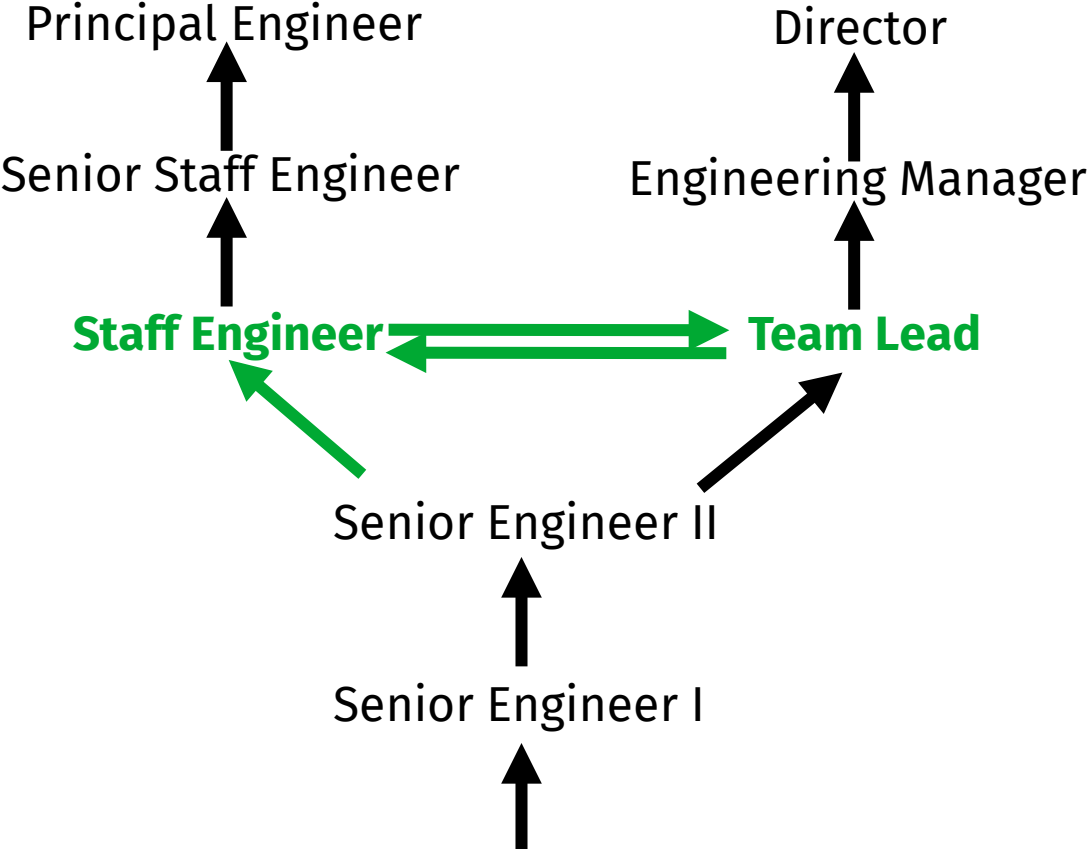 Principal Engineer
Director
Senior Staff Engineer
Engineering Manager
Staff Engineer
Team Lead
Senior Engineer II
Senior Engineer I